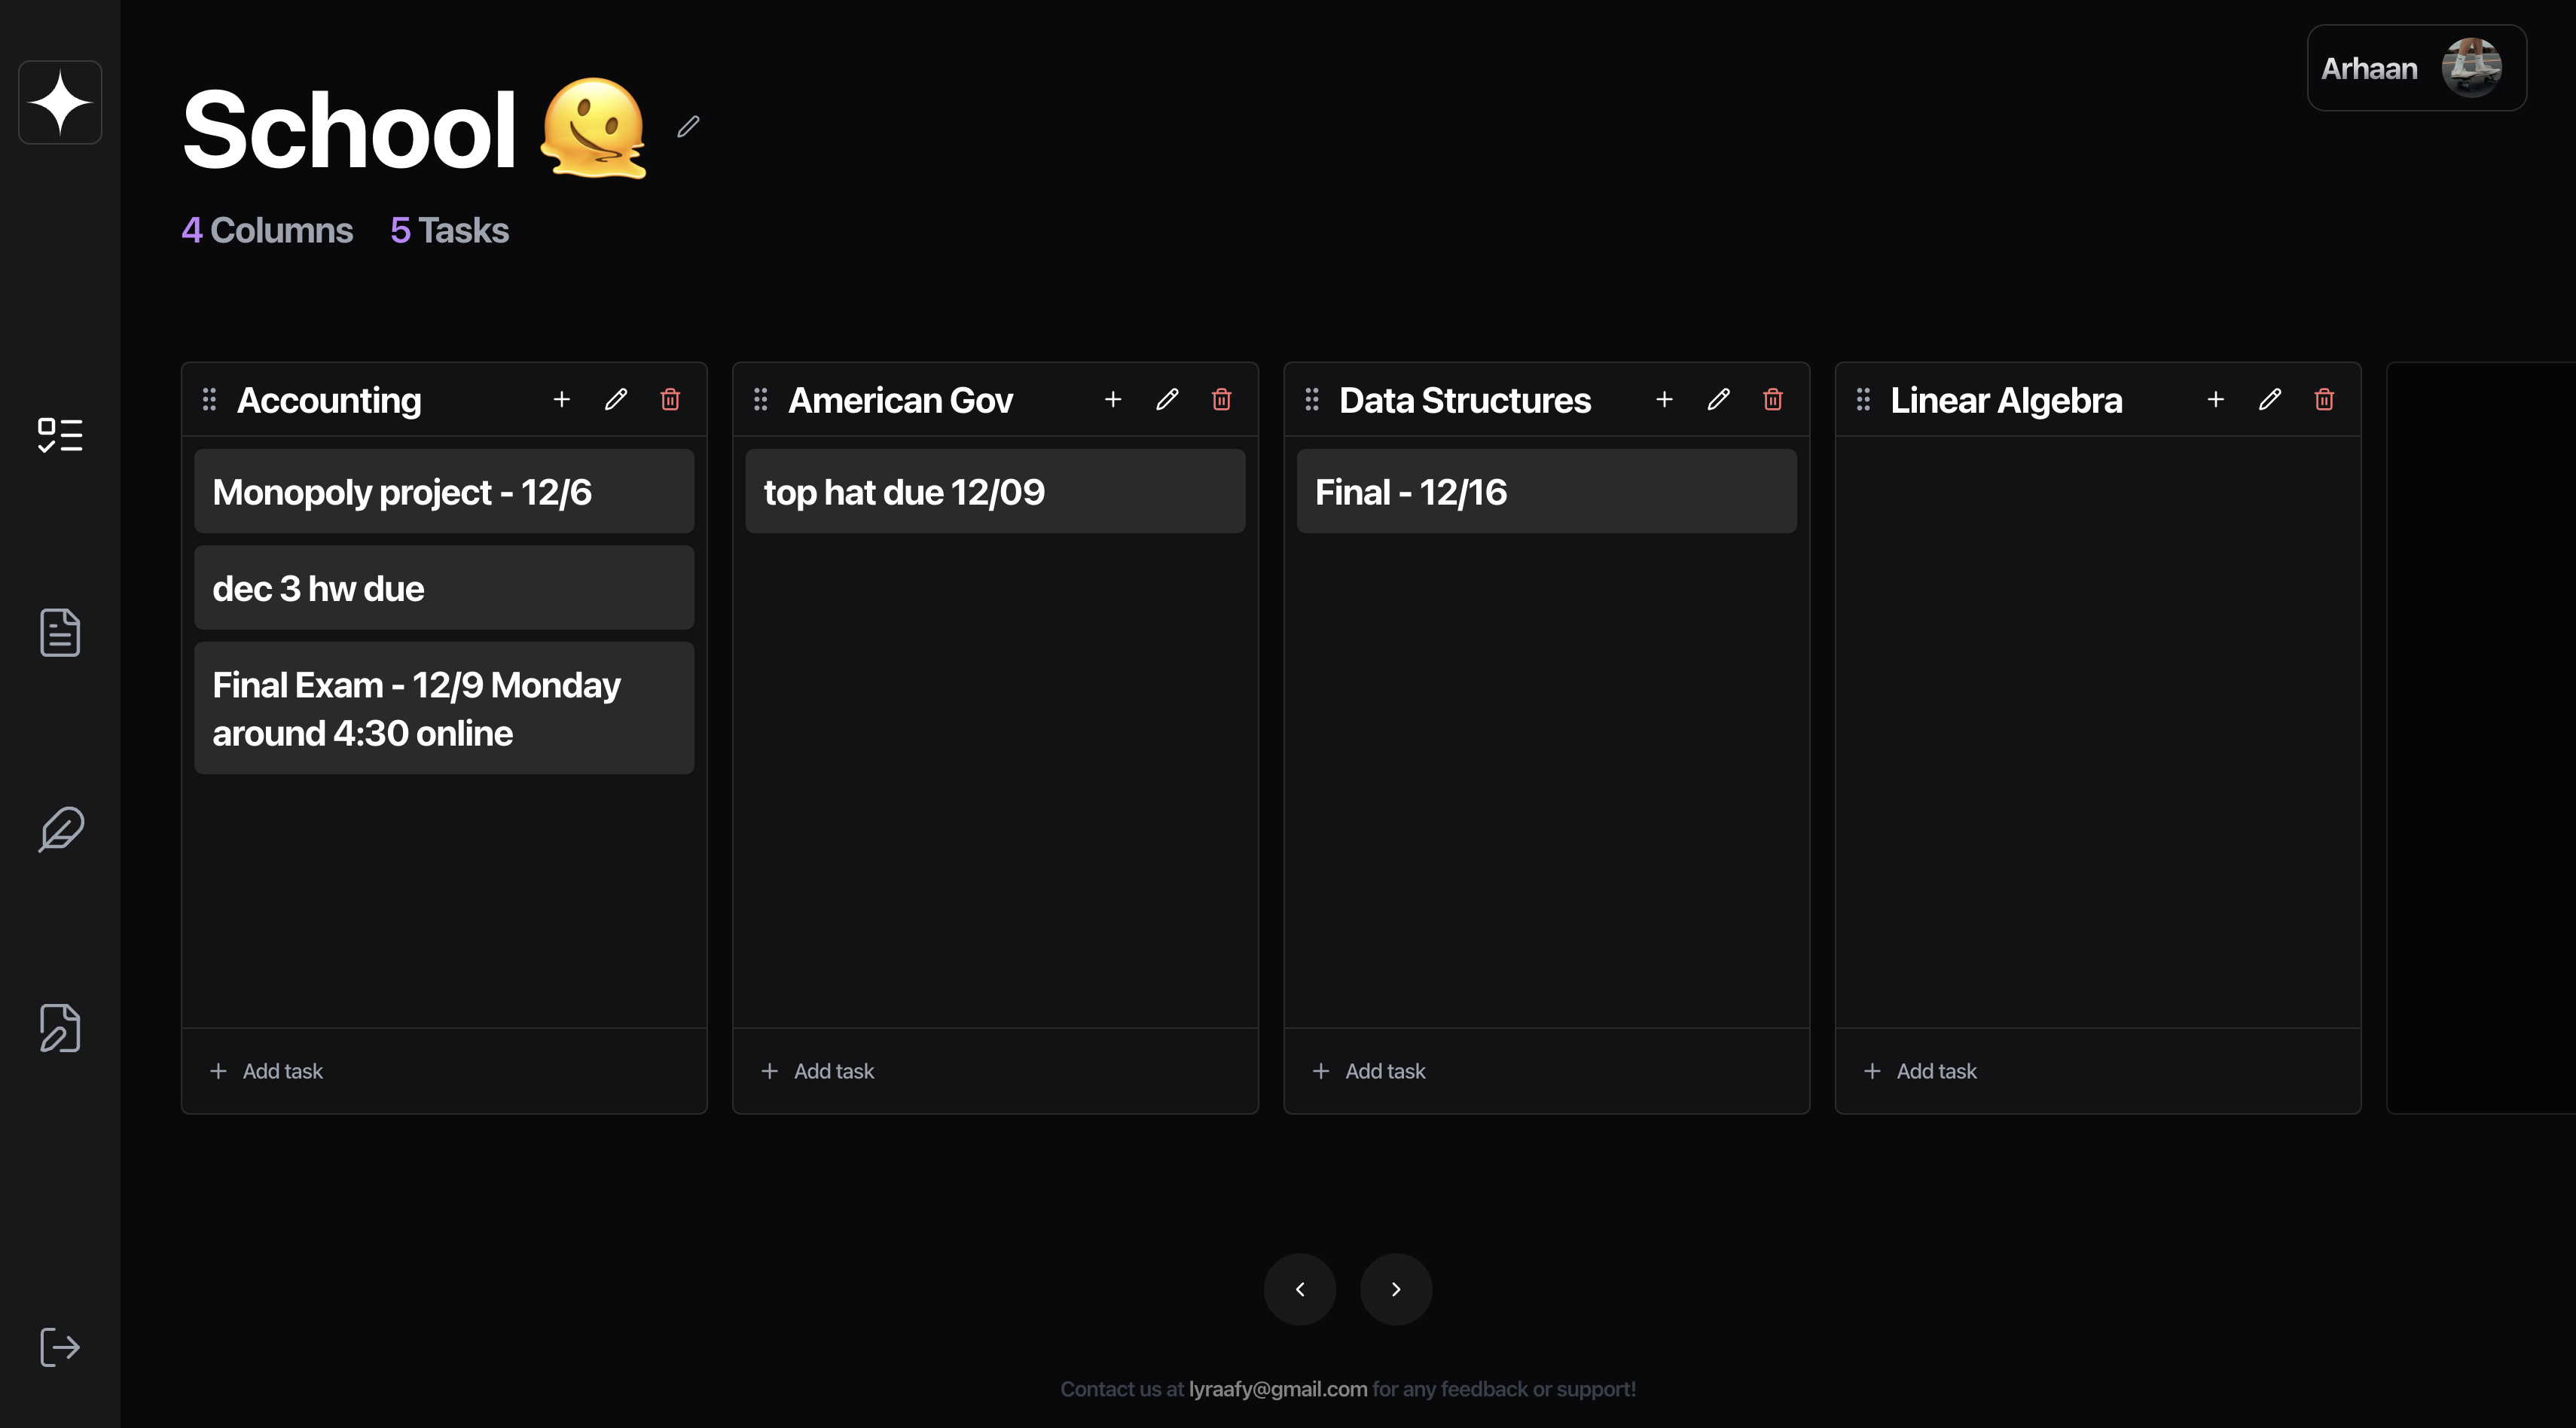 Arhaan
School 🫠
4 Columns 5 Tasks
Accounting
Monopoly project - 12/6
dec 3 hw due
Final Exam - 12/9 Monday
around 4:30 online
Add task
American Gov
top hat due 12/09
Add task
Data Structures
Final - 12/16
Add task
Linear Algebra
Add task
Contact us at lyraafy@gmail.com for any feedback or support!